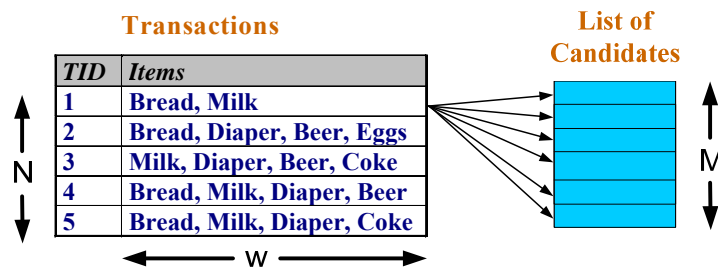 Transactions
List of
Candidates
TID Items
1 Bread, Milk
2 Bread, Diaper, Beer, Eggs
3 Milk, Diaper, Beer, Coke
4 Bread, Milk, Diaper, Beer
5 Bread, Milk, Diaper, Coke
N
M
w